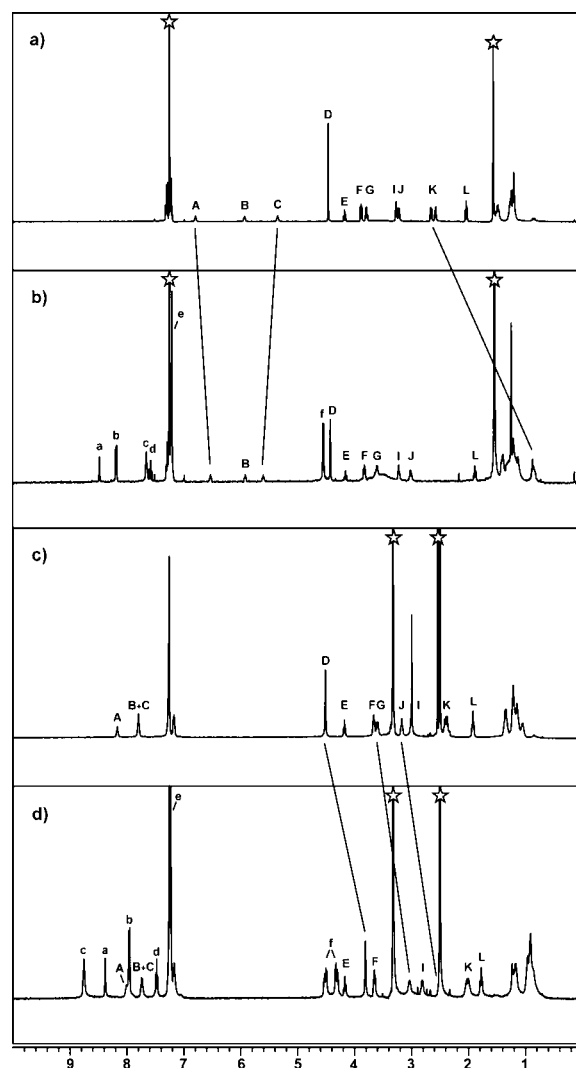 a)
A B C D E F G I J K L
b)
a b c d e B f D E F G I J L
c)
A B+C D E F G J I K L
d)
c a A b B+C d e f E F I K L
9 8 7 6 5 4 3 2 1